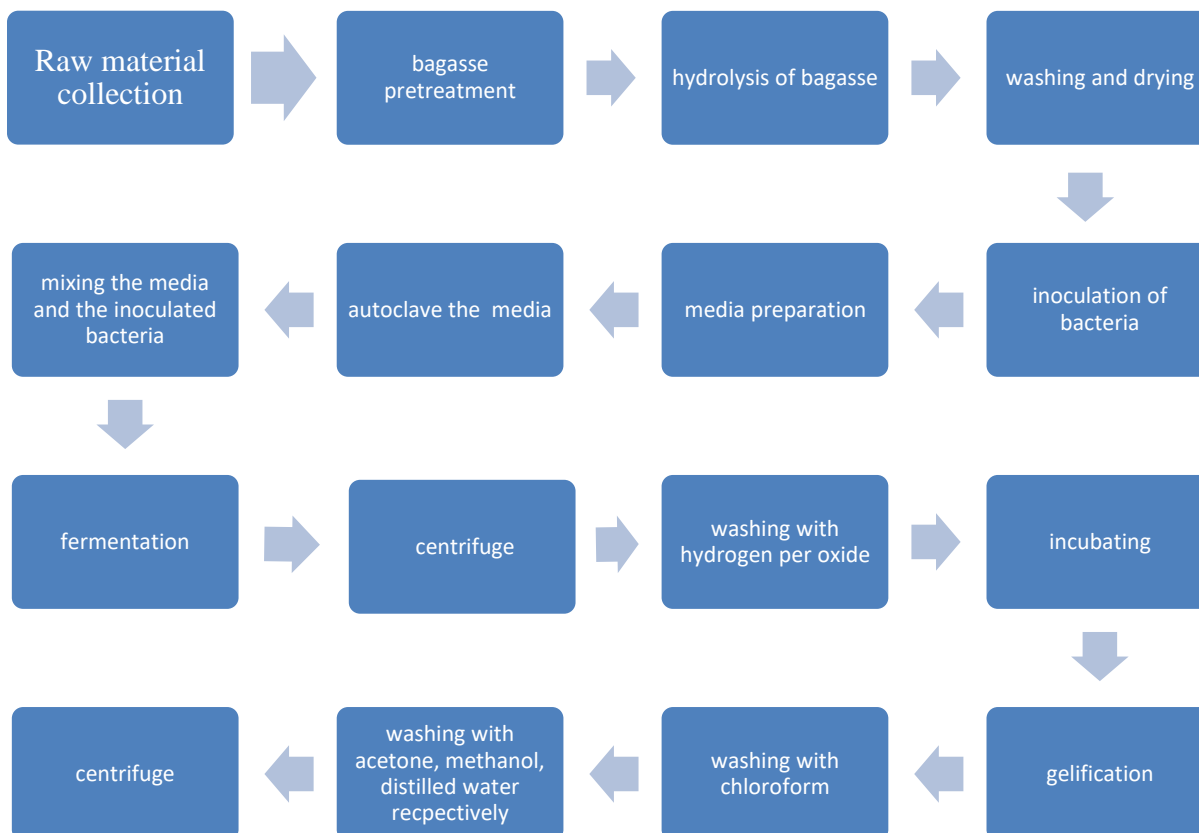 Raw material
collection
bagasse
pretreatment
hydrolysis of bagasse
washing and drying
inoculation of
bacteria
media preparation
autoclave the  media
mixing the media
and the inoculated
bacteria
fermentation
centrifuge
washing with
hydrogen per oxide
incubating
gelification
washing with
chloroform
washing with
acetone, methanol,
distilled water
recpectively
centrifuge